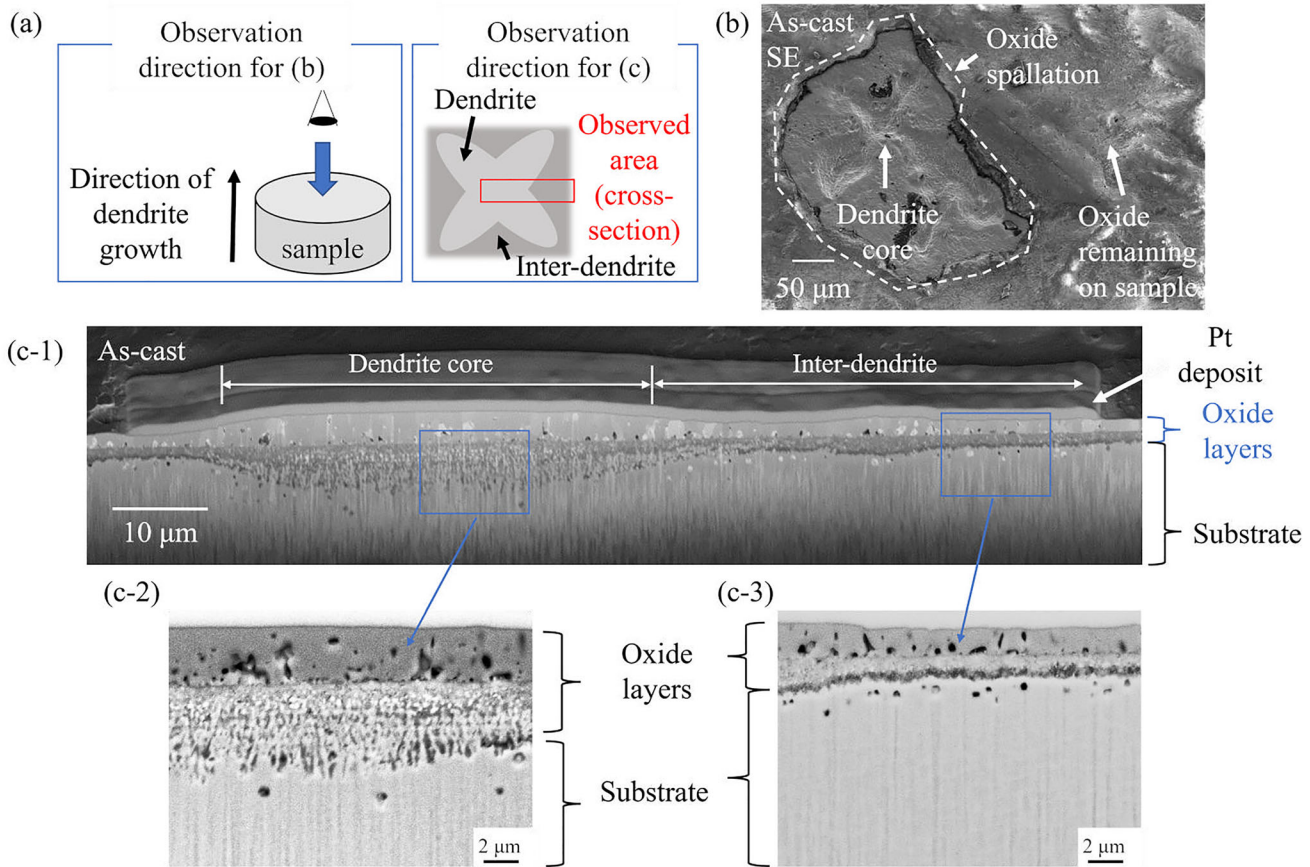 (a)
Observation
direction for (b)
Direction of
dendrite
growth
sample
Observation
direction for (c)
Dendrite
Observed
area
(cross-
section)
Inter-dendrite
(b)
As-cast
SE
Oxide
spallation
Dendrite
core
Oxide
remaining
on sample
50 μm
(c-1)
As-cast
Dendrite core
Inter-dendrite
Pt
deposit
Oxide
layers
Substrate
10 μm
(c-2)
Oxide
layers
Substrate
2 μm
(c-3)
2 μm